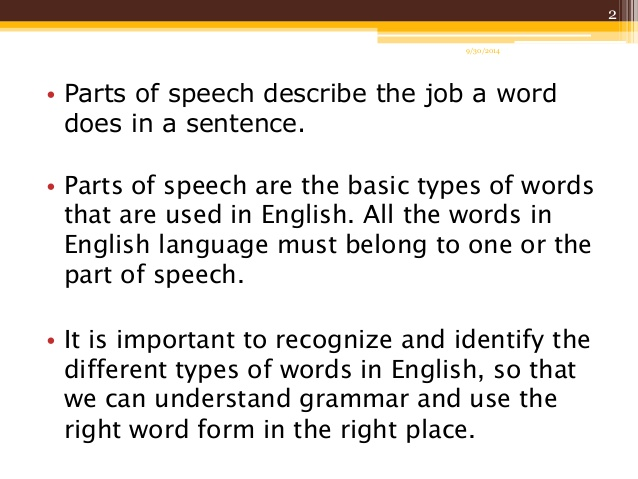 2
9/30/2014
• Parts of speech describe the job a word
does in a sentence.
• Parts of speech are the basic types of words
that are used in English. All the words in
English language must belong to one or the
part of speech.
• It is important to recognize and identify the
different types of words in English, so that
we can understand grammar and use the
right word form in the right place.